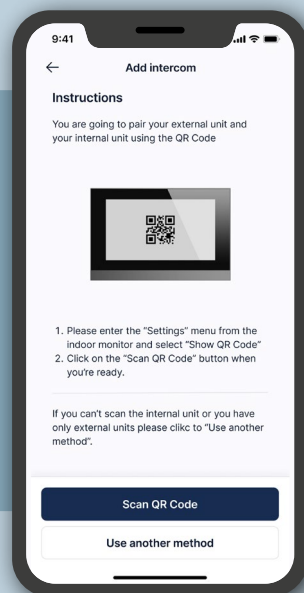 9:41
Add intercom
Instructions
You are going to pair your external unit and
your internal unit using the QR Code
1. Please enter the "Settings" menu from the
indoor monitor and select "Show QR Code"
2. Click on the "Scan QR Code" button when
you're ready.
If you can't scan the internal unit or you have
only external units please clikc to "Use another
method".
Scan QR Code
Use another method